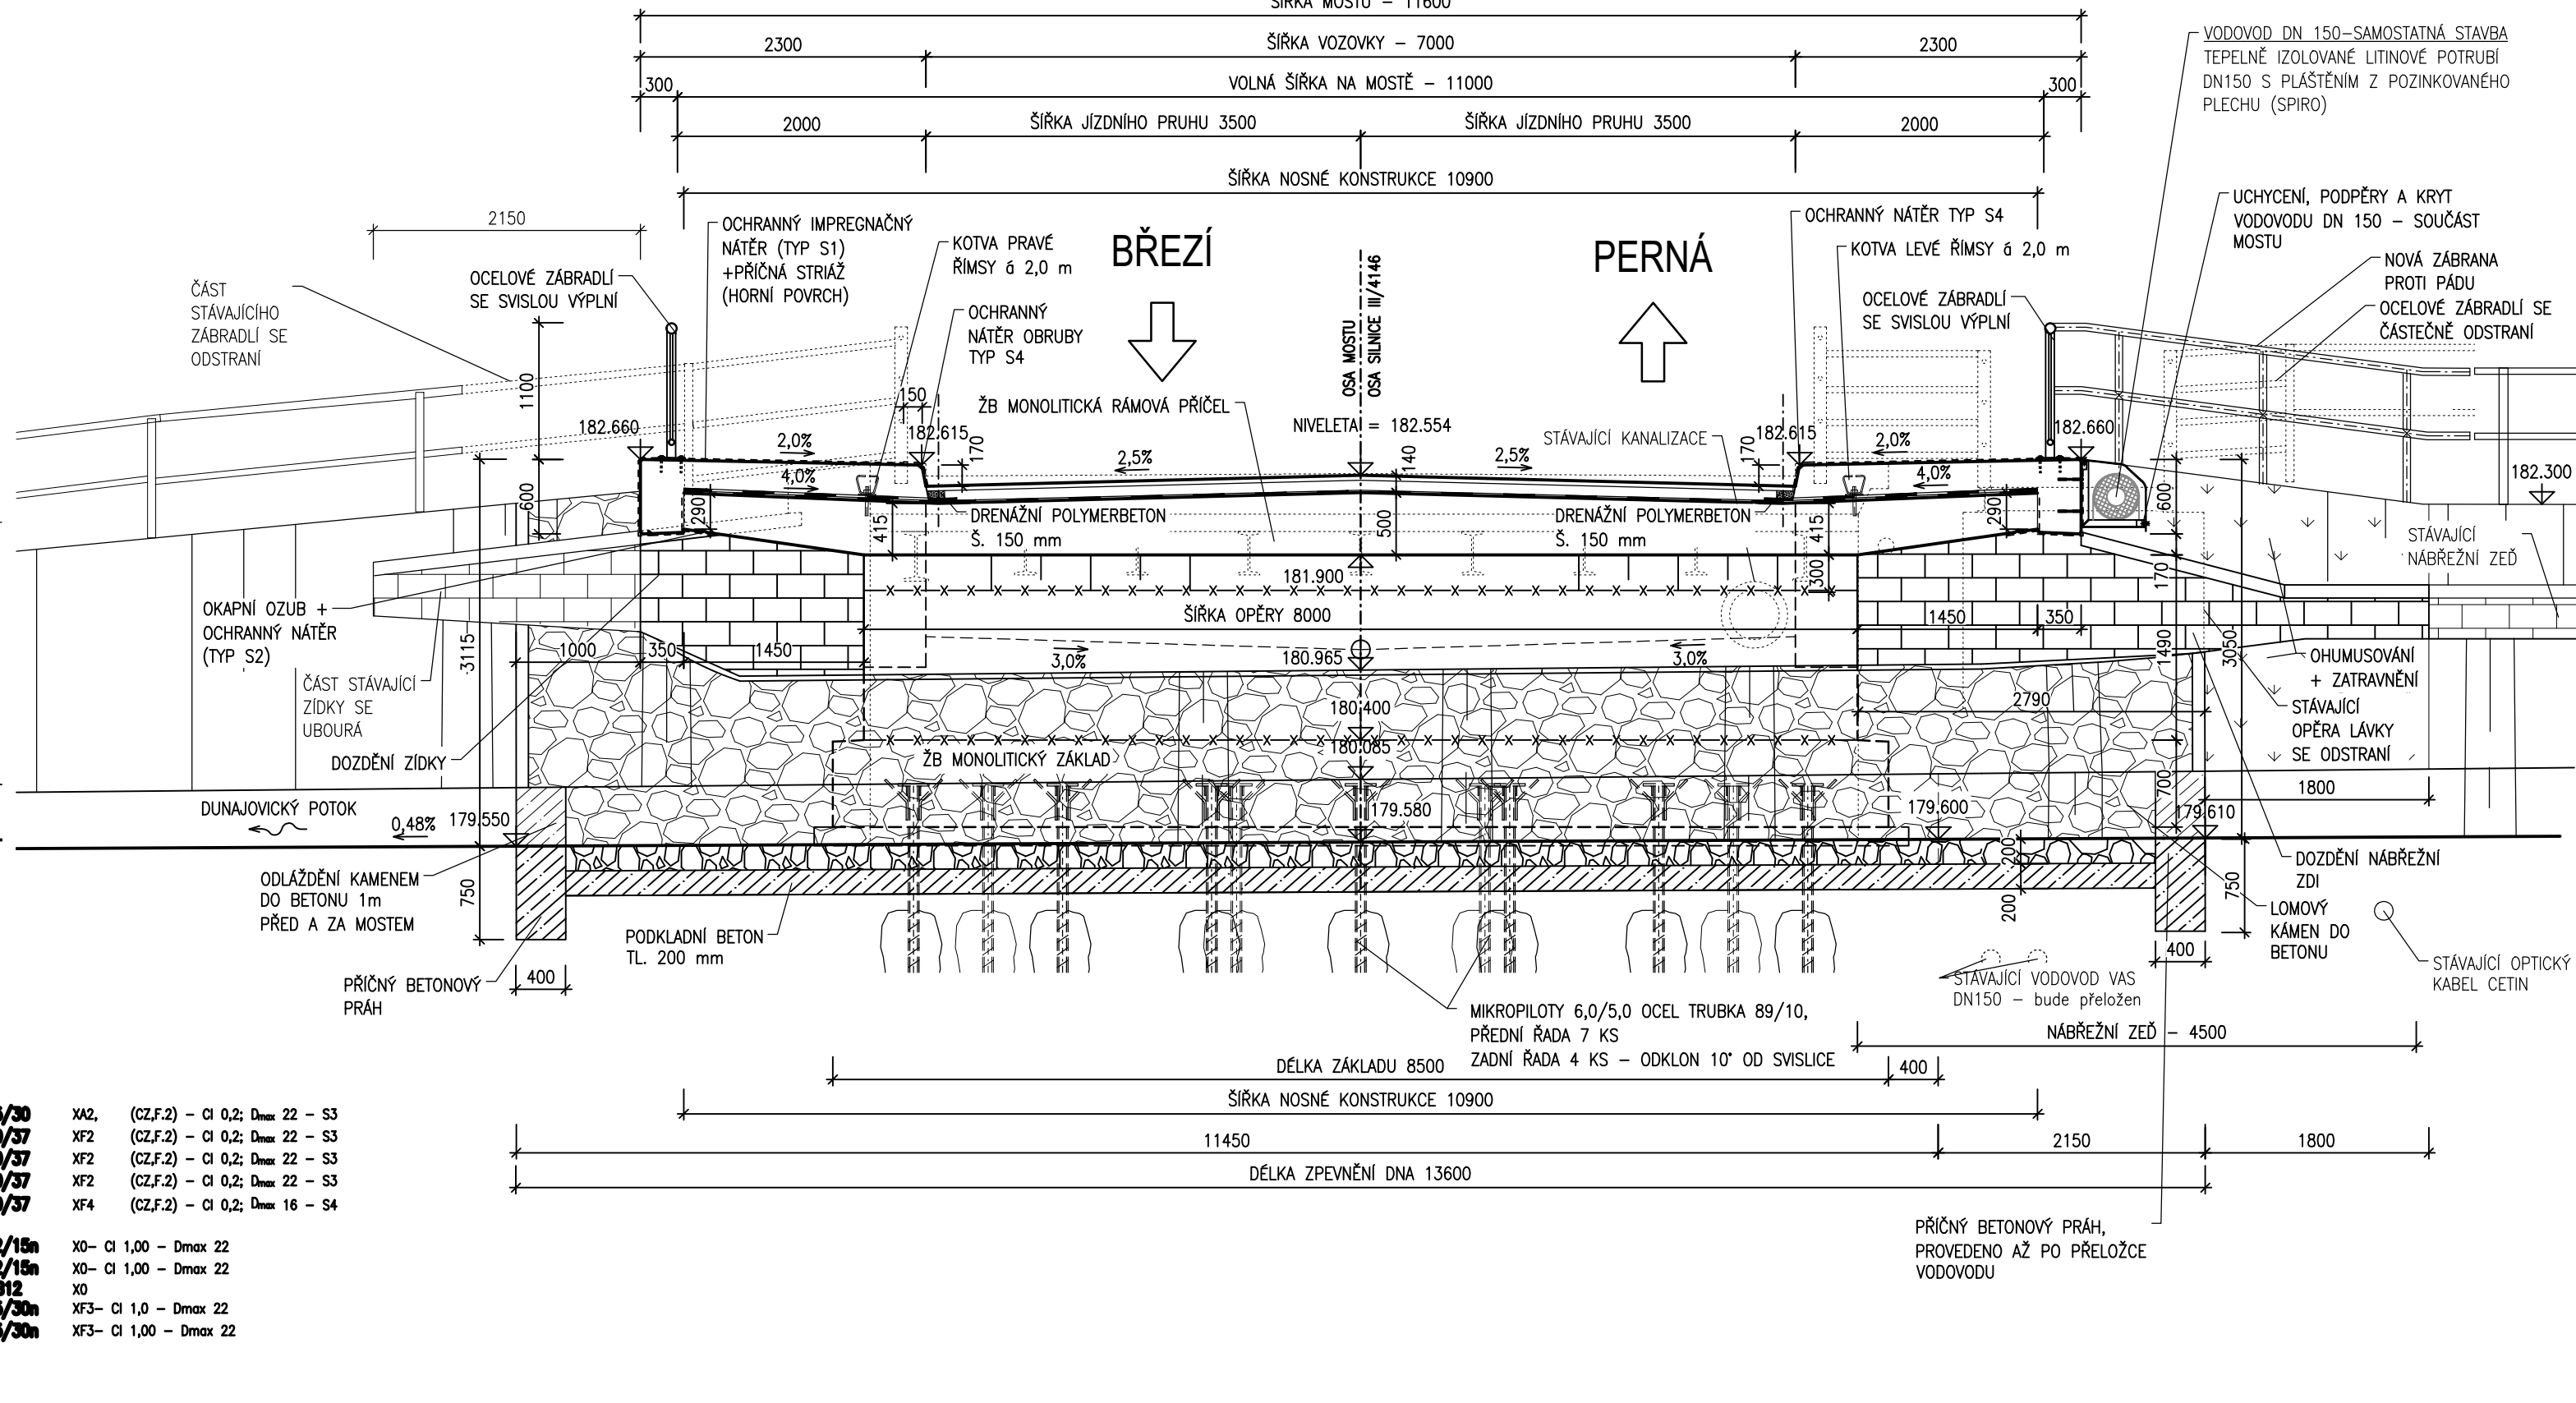 ŠÍŘKA MOSTU – 11600
2300
ŠÍŘKA VOZOVKY – 7000
2300
300
VOLNÁ ŠÍŘKA NA MOSTĚ – 11000
300
2000
ŠÍŘKA JÍZDNÍHO PRUHU 3500
ŠÍŘKA JÍZDNÍHO PRUHU 3500
2000
ŠÍŘKA NOSNÉ KONSTRUKCE 10900
2150
VODOVOD DN 150–SAMOSTATNÁ STAVBA
TEPELNĚ IZOLOVANÉ LITINOVÉ POTRUBÍ
DN150 S PLÁŠTĚNÍM Z POZINKOVANÉHO
PLECHU (SPIRO)
UCHYCENÍ, PODPĚRY A KRYT
VODOVODU DN 150 – SOUČÁST
MOSTU
NOVÁ ZÁBRANA
PROTI PÁDU
OCELOVÉ ZÁBRADLÍ SE
ČÁSTEČNĚ ODSTRANÍ
ČÁST
STÁVAJÍCÍHO
ZÁBRADLÍ SE
ODSTRANÍ
OCELOVÉ ZÁBRADLÍ
SE SVISLOU VÝPLNÍ
OCHRANNÝ IMPREGNAČNÝ
NÁTĚR (TYP S1)
+PŘÍČNÁ STRIÁŽ
(HORNÍ POVRCH)
KOTVA PRAVÉ
ŘÍMSY á 2,0 m
OCHRANNÝ
NÁTĚR OBRUBY
TYP S4
BŘEZÍ
PERNÁ
OSA MOSTU
OSA SILNICE III/4146
OCHRANNÝ NÁTĚR TYP S4
KOTVA LEVÉ ŘÍMSY á 2,0 m
OCELOVÉ ZÁBRADLÍ
SE SVISLOU VÝPLNÍ
1100
150
ŽB MONOLITICKÁ RÁMOVÁ PŘÍČEL
NIVELETA = 182.554
STÁVAJÍCÍ KANALIZACE
182.660
182.615
182.615
182.660
182.300
2,0%
4,0%
170
2,5%
140
2,5%
170
2,0%
4,0%
600
290
415
500
415
290
600
DRENÁŽNÍ POLYMERBETON
Š. 150 mm
DRENÁŽNÍ POLYMERBETON
Š. 150 mm
STÁVAJÍCÍ
NÁBŘEŽNÍ ZEĎ
181.900
300
170
ŠÍŘKA OPĚRY 8000
1450
350
OKAPNÍ OZUB +
OCHRANNÝ NÁTĚR
(TYP S2)
3115
1000
350
1450
3,0%
180.965
3,0%
1490
3050
OHUMUSOVÁNÍ
+ ZATRAVNĚNÍ
ČÁST STÁVAJÍCÍ
ZÍDKY SE
UBOURÁ
DOZDĚNÍ ZÍDKY
180.400
2790
STÁVAJÍCÍ
OPĚRA LÁVKY
SE ODSTRANÍ
180.085
ŽB MONOLITICKÝ ZÁKLAD
700
1800
DUNAJOVICKÝ POTOK
0,48%
179.550
179.580
179.600
179.610
200
200
750
750
ODLÁŽDĚNÍ KAMENEM
DO BETONU 1m
PŘED A ZA MOSTEM
DOZDĚNÍ NÁBŘEŽNÍ
ZDI
LOMOVÝ
KÁMEN DO
BETONU
PODKLADNÍ BETON
TL. 200 mm
400
400
PŘÍČNÝ BETONOVÝ
PRÁH
STÁVAJÍCÍ VODOVOD VAS
DN150 – bude přeložen
STÁVAJÍCÍ OPTICKÝ
KABEL CETIN
MIKROPILOTY 6,0/5,0 OCEL TRUBKA 89/10,
PŘEDNÍ ŘADA 7 KS
ZADNÍ ŘADA 4 KS – ODKLON 10° OD SVISLICE
NÁBŘEŽNÍ ZEĎ – 4500
DÉLKA ZÁKLADU 8500
400
ŠÍŘKA NOSNÉ KONSTRUKCE 10900
11450
2150
1800
DÉLKA ZPEVNĚNÍ DNA 13600
PŘÍČNÝ BETONOVÝ PRÁH,
PROVEDENO AŽ PO PŘELOŽCE
VODOVODU
/30 XA2, (CZ,F.2) – Cl 0,2; Dmax 22 – S3
/37 XF2 (CZ,F.2) – Cl 0,2; Dmax 22 – S3
/37 XF2 (CZ,F.2) – Cl 0,2; Dmax 22 – S3
/37 XF2 (CZ,F.2) – Cl 0,2; Dmax 22 – S3
/37 XF4 (CZ,F.2) – Cl 0,2; Dmax 16 – S4
/15n X0– Cl 1,00 – Dmax 22
/15n X0– Cl 1,00 – Dmax 22
X0
/30n XF3– Cl 1,0 – Dmax 22
/30n XF3– Cl 1,00 – Dmax 22